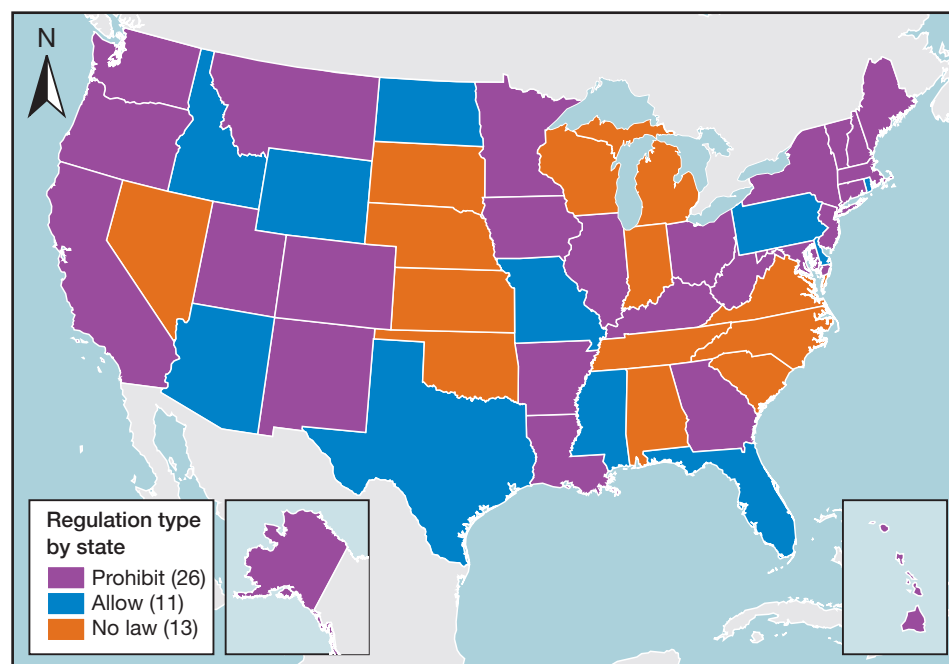 N
Regulation type
by state
Prohibit (26)
Allow (11)
No law (13)